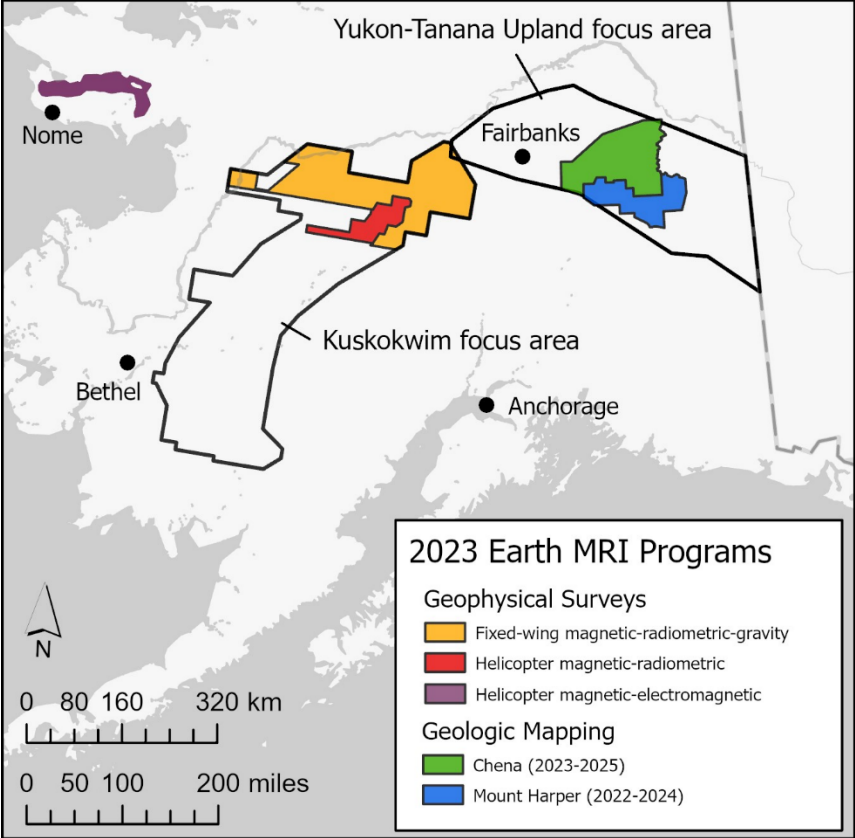 Yukon-Tanana Upland focus area
Fairbanks
Nome
Kuskokwim focus area
Bethel
Anchorage
2023 Earth MRI Programs
Geophysical Surveys
Fixed-wing magnetic-radiometric-gravity
Helicopter magnetic-radiometric
Helicopter magnetic-electromagnetic
Geologic Mapping
Chena (2023-2025)
Mount Harper (2022-2024)
N
0 80 160 320 km
0 50 100 200 miles